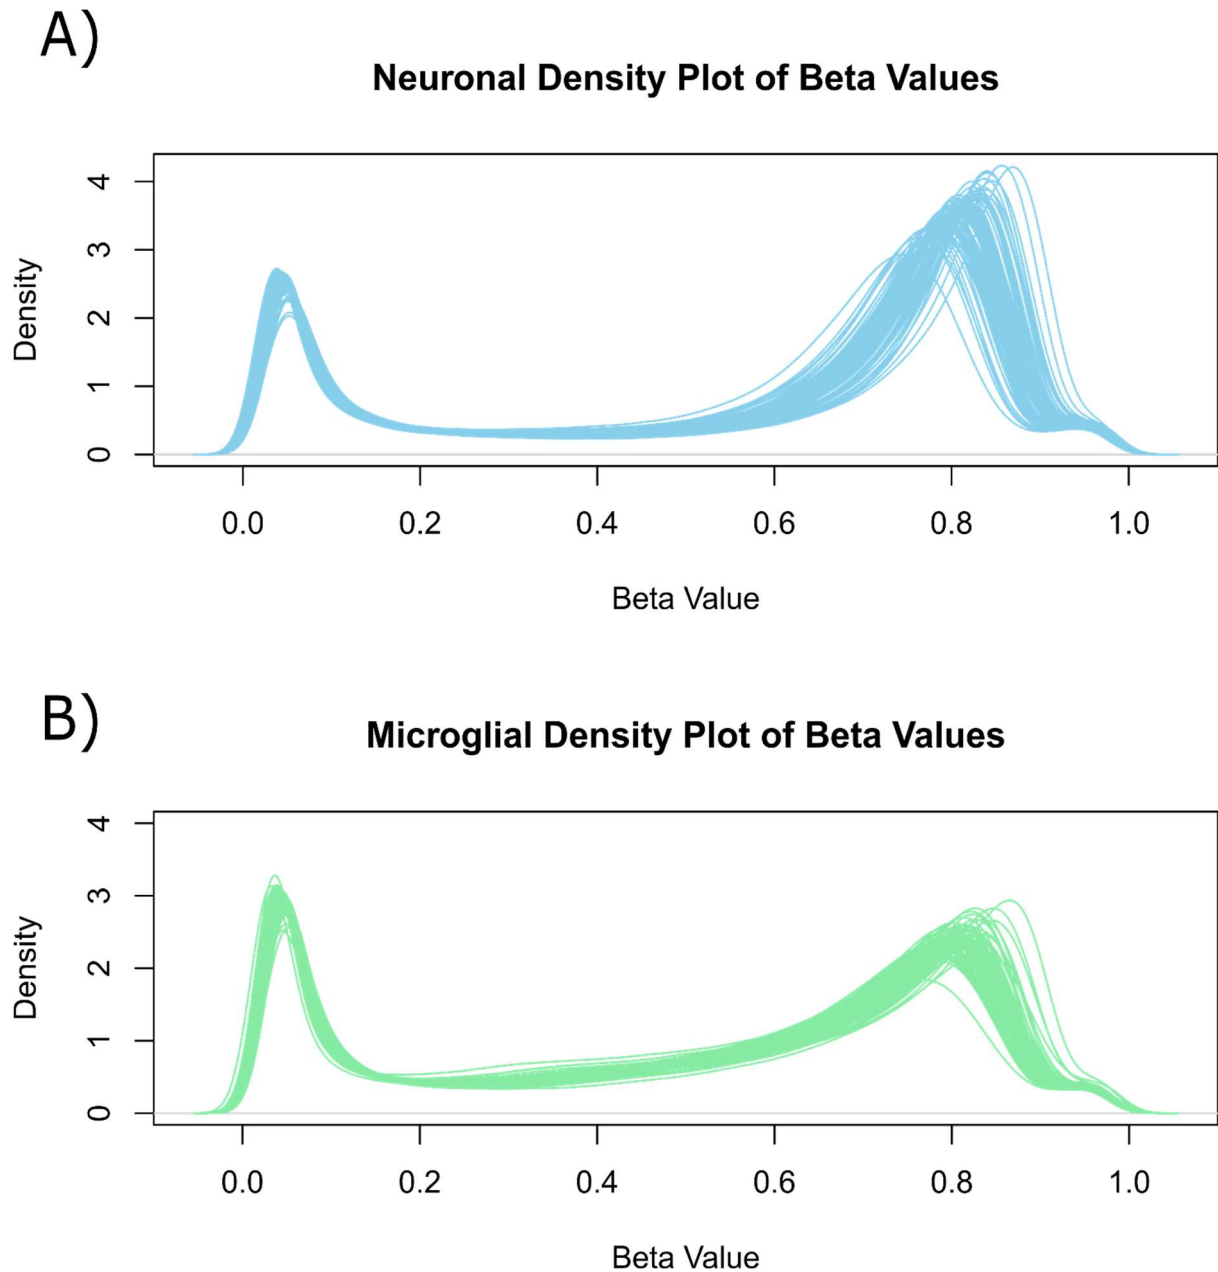 A)
Neuronal Density Plot of Beta Values
4
3
2
1
0
Density
0.0 0.2 0.4 0.6 0.8 1.0
Beta Value
B)
Microglial Density Plot of Beta Values
4
3
2
1
0
Density
0.0 0.2 0.4 0.6 0.8 1.0
Beta Value